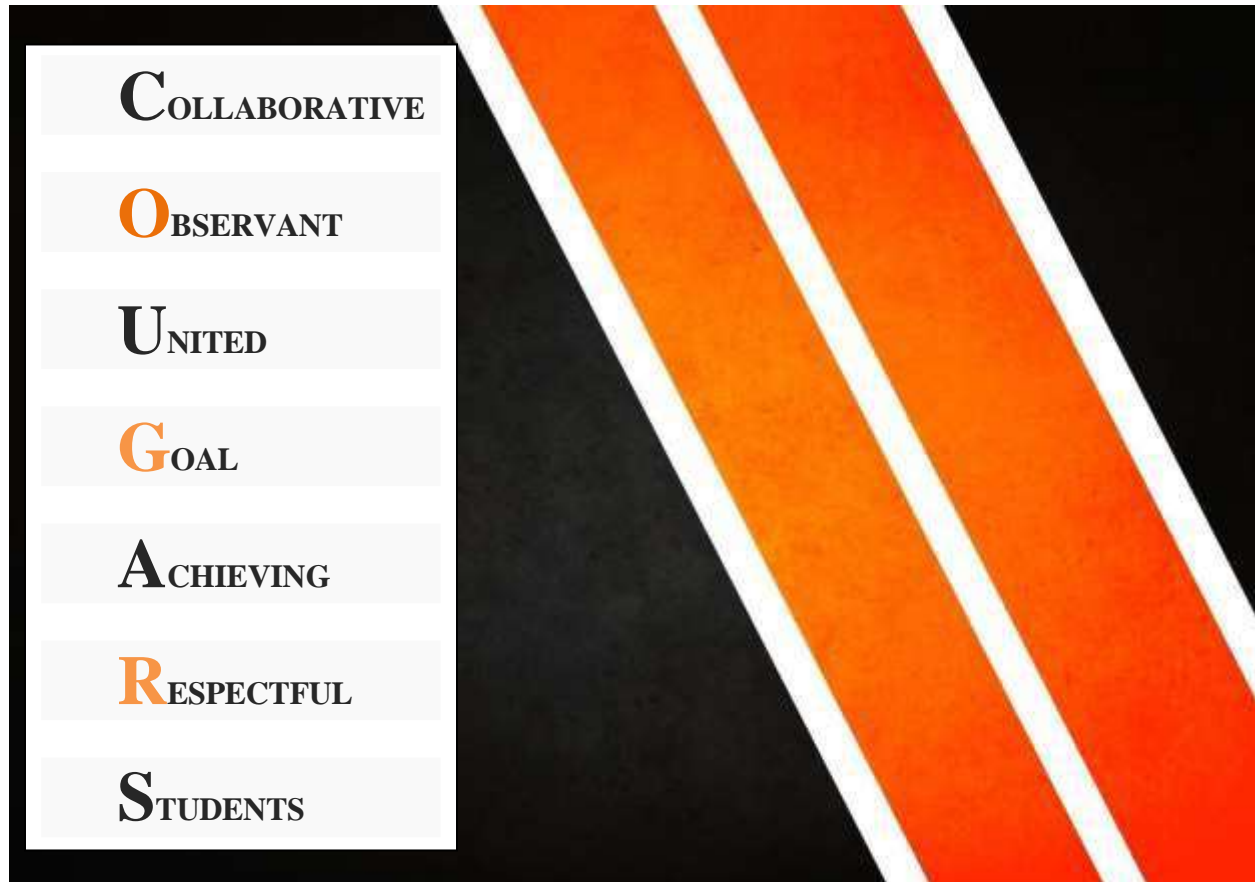 COLLABORATIVE
OBSERVANT
UNITED
GOAL
ACHIEVING
RESPECTFUL
STUDENTS